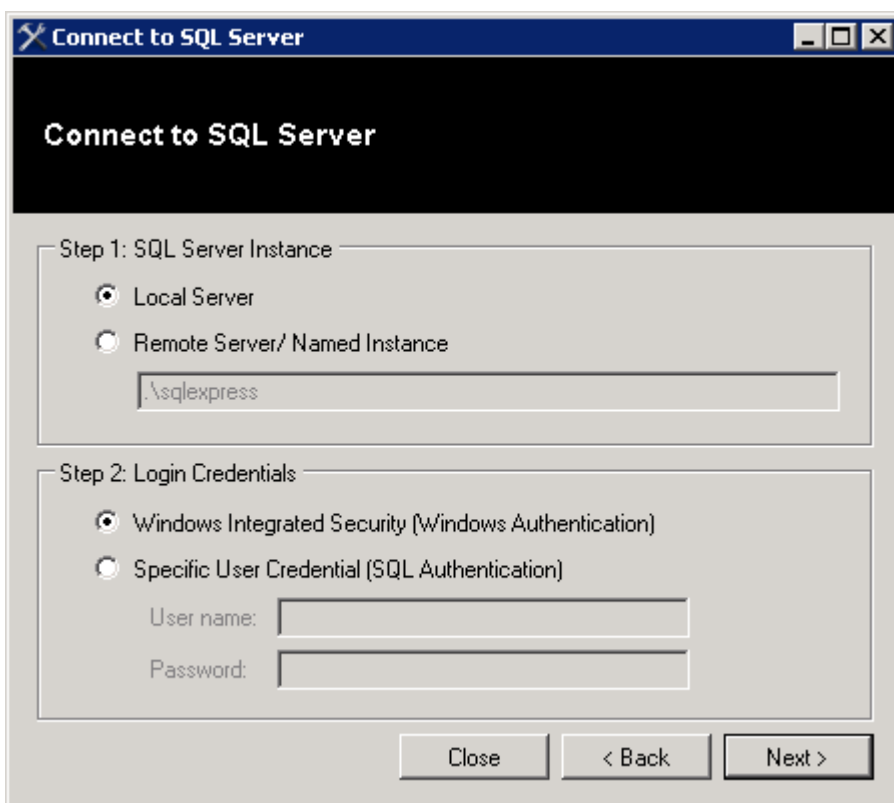 Connect to SQL Server
Connect to SQL Server
Step 1: SQL Server Instance
Local Server
Remote Server/ Named Instance
.\sqlexpress
Step 2: Login Credentials
Windows Integrated Security (Windows Authentication)
Specific User Credential (SQL Authentication)
User name:
Password:
Close
< Back
Next >